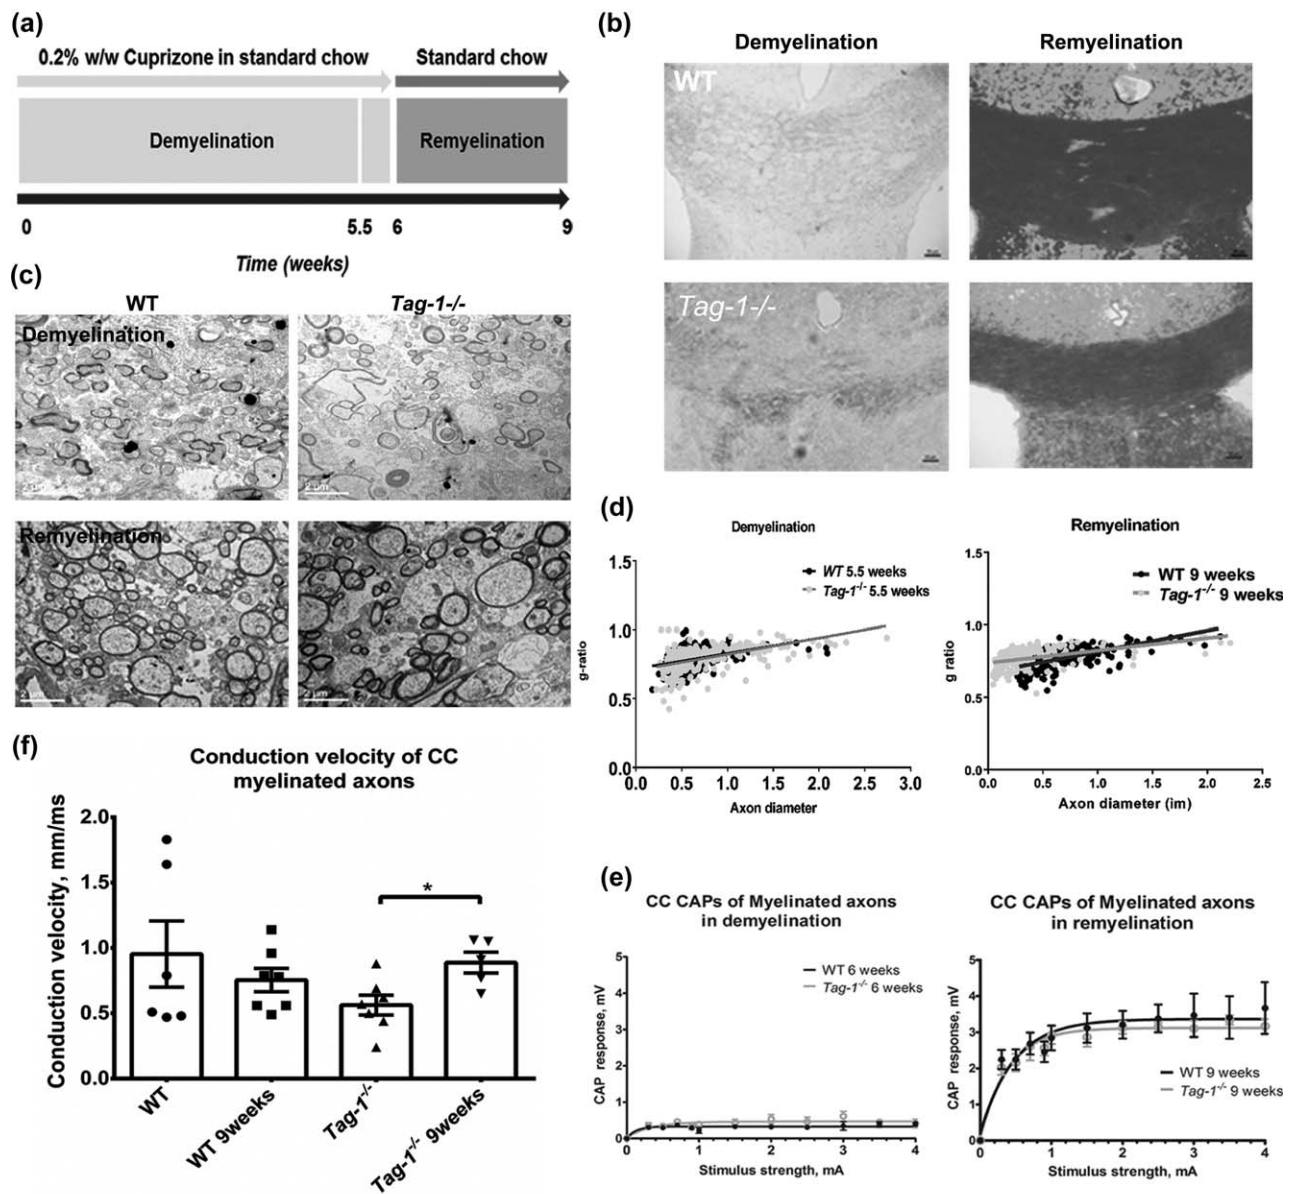 (a)
0.2% w/w Cuprizone in standard chow
Standard chow
Demyelination
Remyelination
0
5.5
6
9
Time (weeks)
(b)
Demyelination
Remyelination
WT
Tag-1-/-
(c)
WT
Tag-1-/-
Demyelination
2 µm
2 µm
Remyelination
2 µm
2 µm
(d)
Demyelination
1.5
1.0
0.5
0.0
g-ratio
WT 5.5 weeks
Tag-1-/- 5.5 weeks
0.0 0.5 1.0 1.5 2.0 2.5 3.0
Axon diameter
Remyelination
1.5
1.0
0.5
0.0
g ratio
WT 9 weeks
Tag-1-/- 9 weeks
0.0 0.5 1.0 1.5 2.0 2.5
Axon diameter (im)
(f)
Conduction velocity of CC
myelinated axons
Conduction velocity, mm/ms
2.0
1.5
1.0
0.5
0.0
*
WT
WT 9weeks
Tag-1-/-
Tag-1-/- 9weeks
(e)
CC CAPs of Myelinated axons
in demyelination
CAP response, mV
5
4
3
2
1
0
WT 6 weeks
Tag-1-/- 6 weeks
0 1 2 3 4
Stimulus strength, mA
CC CAPs of Myelinated axons
in remyelination
CAP response, mV
5
4
3
2
1
0
WT 9 weeks
Tag-1-/- 9 weeks
0 1 2 3 4
Stimulus strength, mA